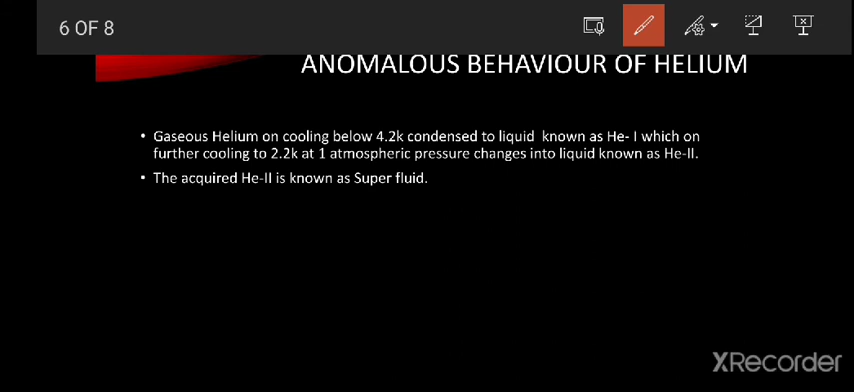 6 OF 8
ANOMALOUS BEHAVIOUR OF HELIUM
• Gaseous Helium on cooling below 4.2k condensed to liquid known as He- I which on
further cooling to 2.2k at 1 atmospheric pressure changes into liquid known as He-II.
• The acquired He-II is known as Super fluid.
XRecorder